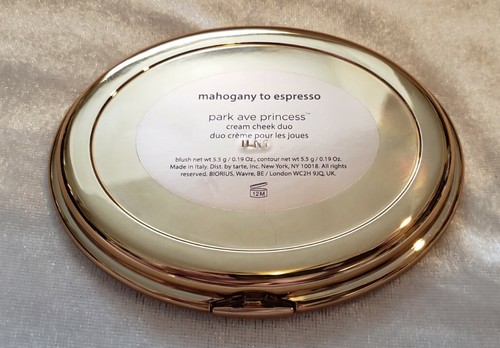 mahogany to espresso
park ave princess™
cream cheek duo
duo crème pour les joues
blush net wt 5.5 g / 0.19 Oz., contour net wt 5.5 g / 0.19 Oz.
Made in Italy. Dist. by tarte, Inc. New York, NY 10018. All rights
reserved. BIORIUS, Wavre, BE / London WC2H 9JQ, UK.
12M